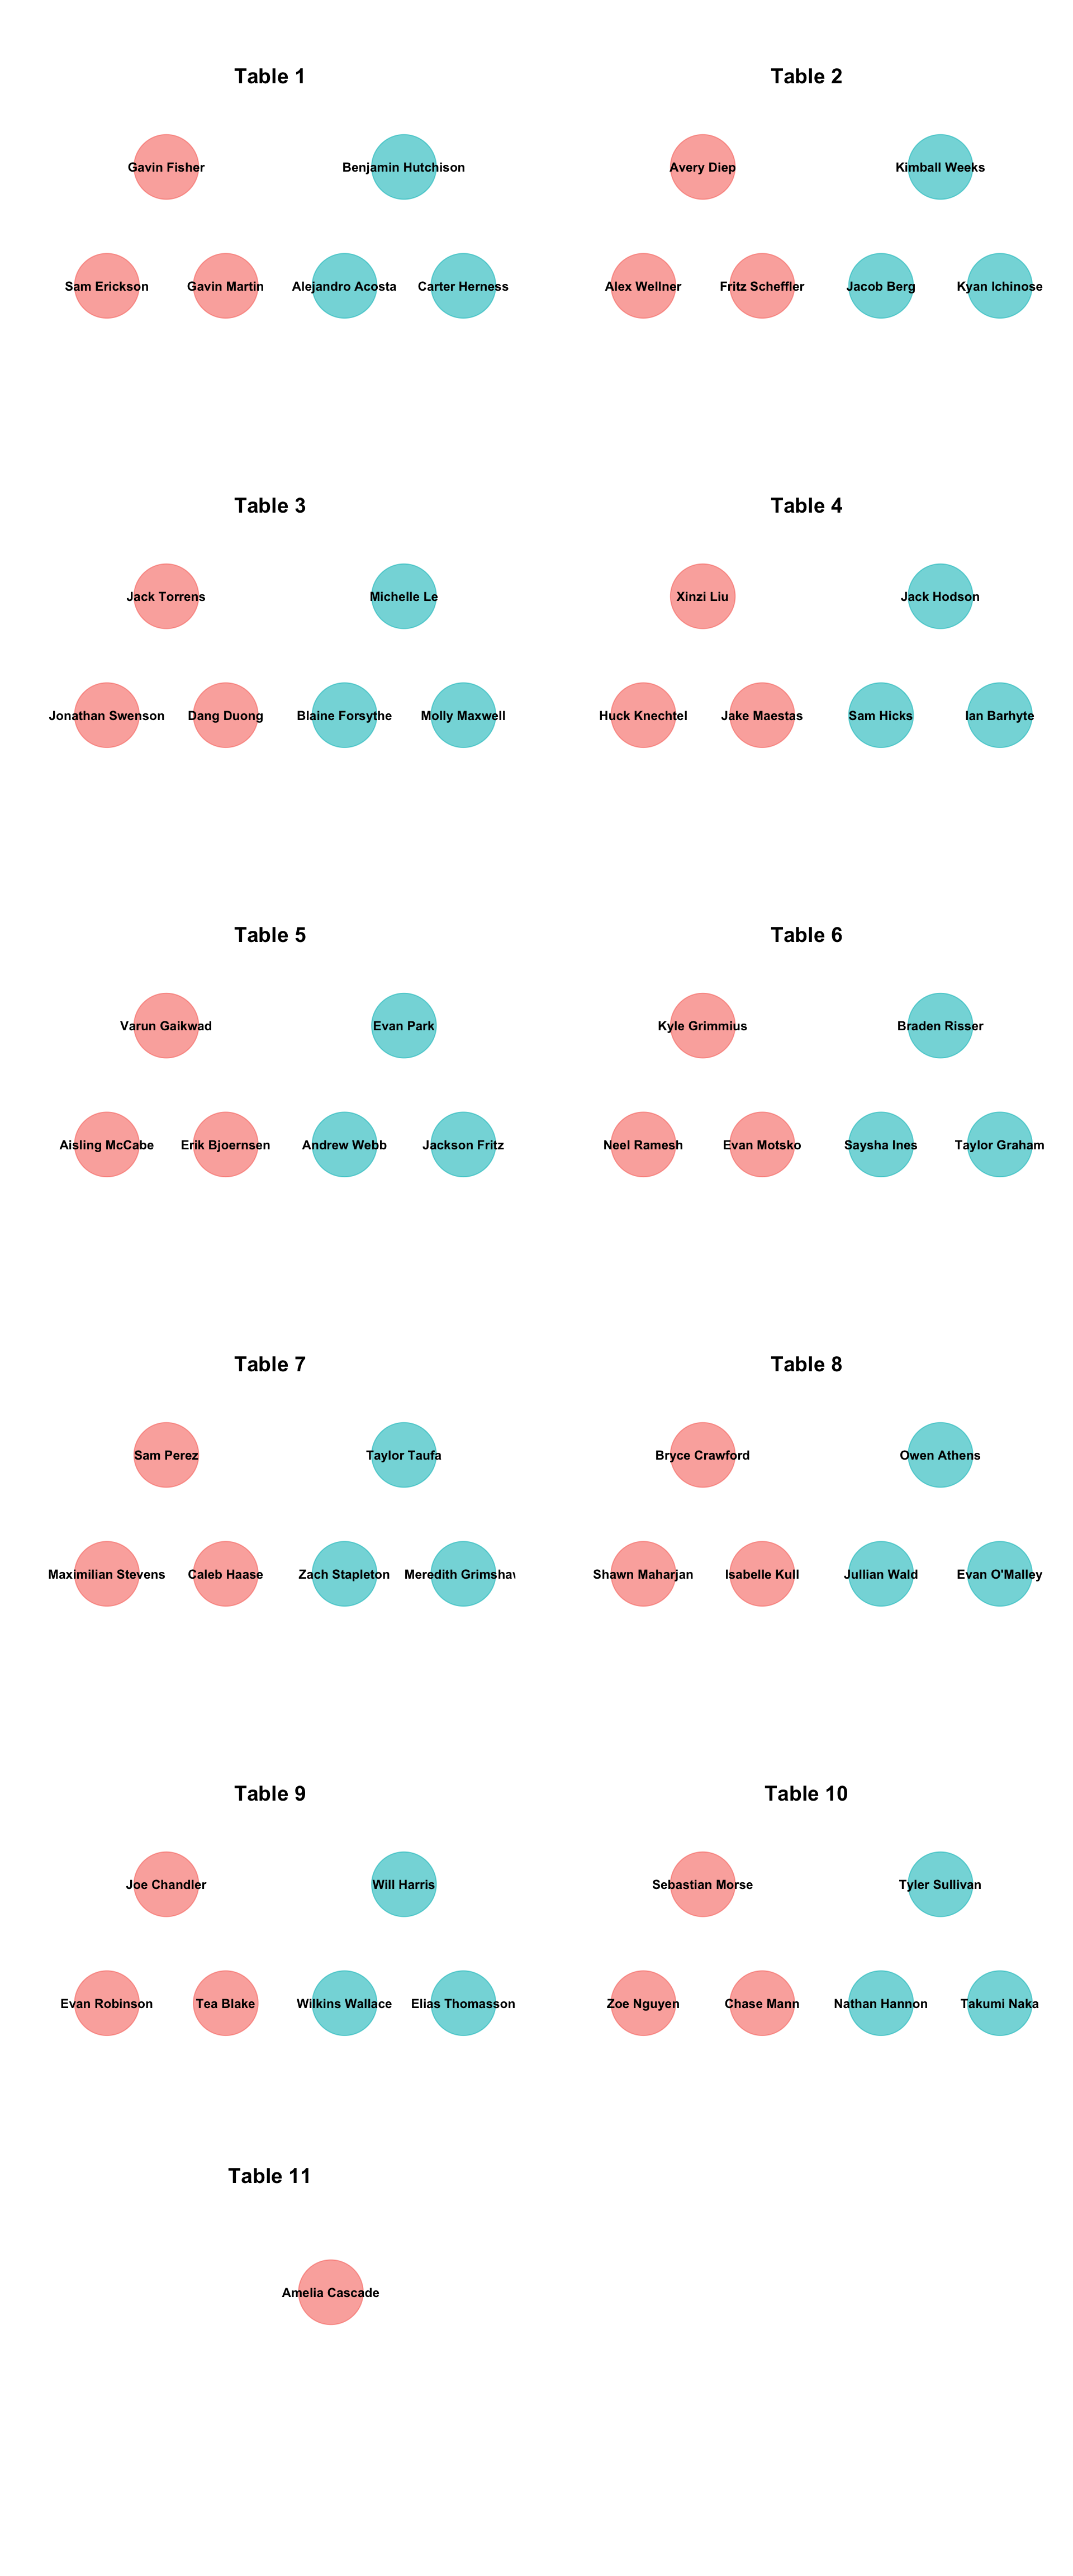 Table 1
Table 2
Gavin Fisher
Benjamin Hutchison
Avery Diep
Kimball Weeks
Sam Erickson
Gavin Martin
Alejandro Acosta
Carter Herness
Alex Wellner
Fritz Scheffler
Jacob Berg
Kyan Ichinose
Table 3
Table 4
Jack Torrens
Michelle Le
Xinzi Liu
Jack Hodson
Jonathan Swenson
Dang Duong
Blaine Forsythe
Molly Maxwell
Huck Knechtel
Jake Maestas
Sam Hicks
Ian Barhyte
Table 5
Table 6
Varun Gaikwad
Evan Park
Kyle Grimmius
Braden Risser
Aisling McCabe
Erik Bjoernsen
Andrew Webb
Jackson Fritz
Neel Ramesh
Evan Motsko
Saysha Ines
Taylor Graham
Table 7
Table 8
Sam Perez
Taylor Taufa
Bryce Crawford
Owen Athens
Maximilian Stevens
Caleb Haase
Zach Stapleton
Meredith
Shawn Maharjan
Isabelle Kull
Jullian Wald
Evan O'Malley
Table 9
Table 10
Joe Chandler
Will Harris
Sebastian Morse
Tyler Sullivan
Evan Robinson
Tea Blake
Wilkins Wallace
Elias Thomasson
Zoe Nguyen
Chase Mann
Nathan Hannon
Takumi Naka
Table 11
Amelia Cascade